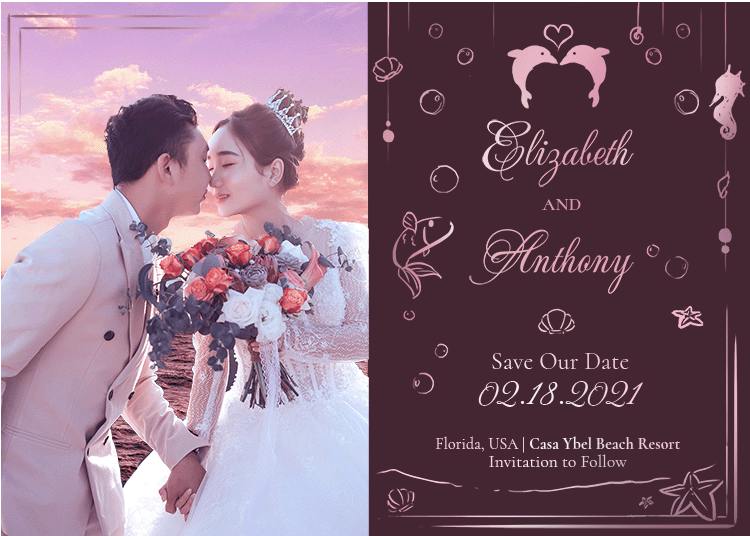 Elizabeth
AND
Anthony
Save Our Date
02.18.2021
Florida, USA | Casa Ybel Beach Resort
Invitation to Follow